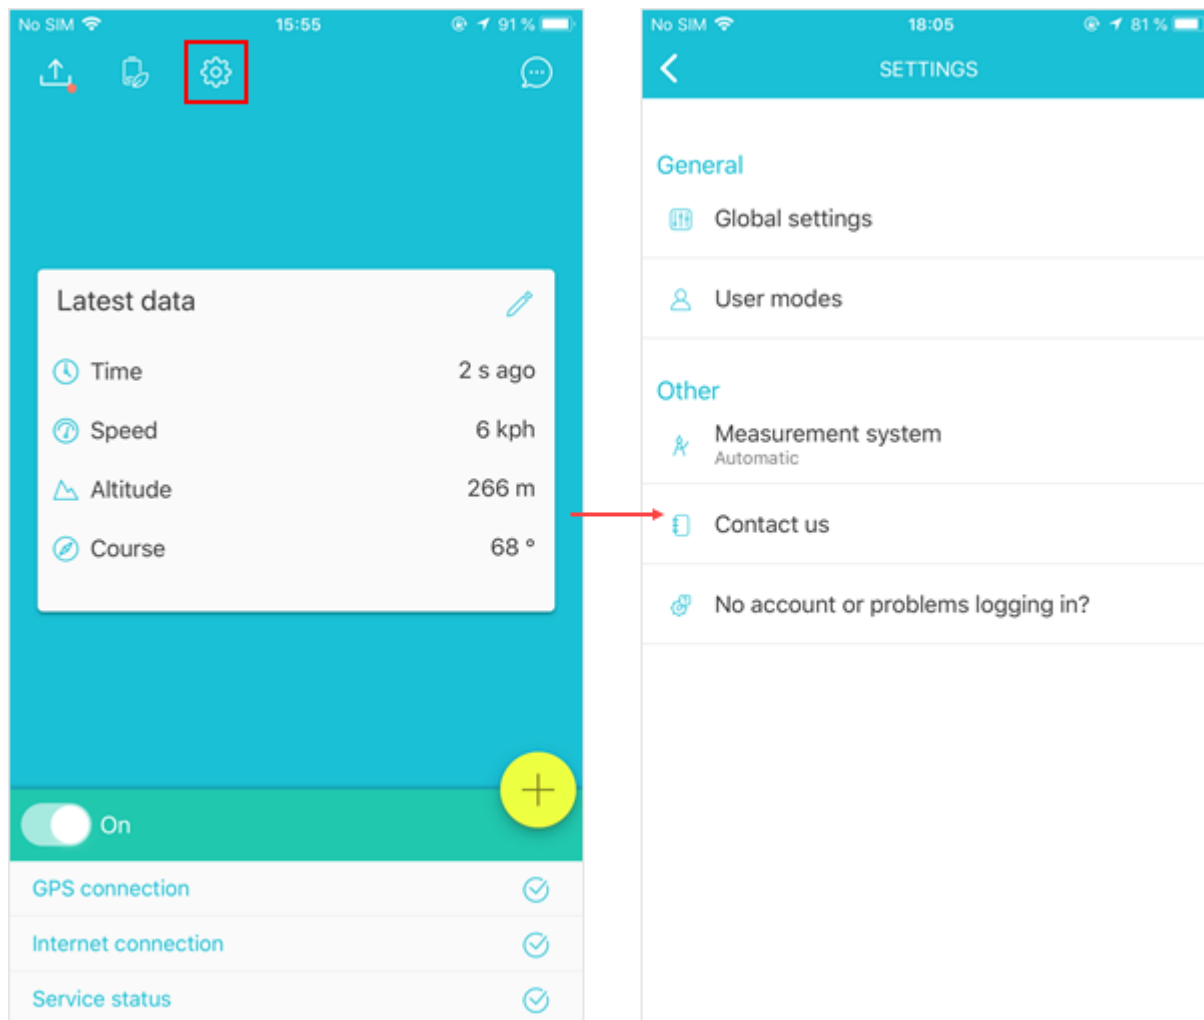 No SIM 15:55 91 %
Latest data
Time 2 s ago
Speed 6 kph
Altitude 266 m
Course 68 °
On
GPS connection
Internet connection
Service status
No SIM 18:05 81 %
SETTINGS
General
Global settings
User modes
Other
Measurement system
Automatic
Contact us
No account or problems logging in?